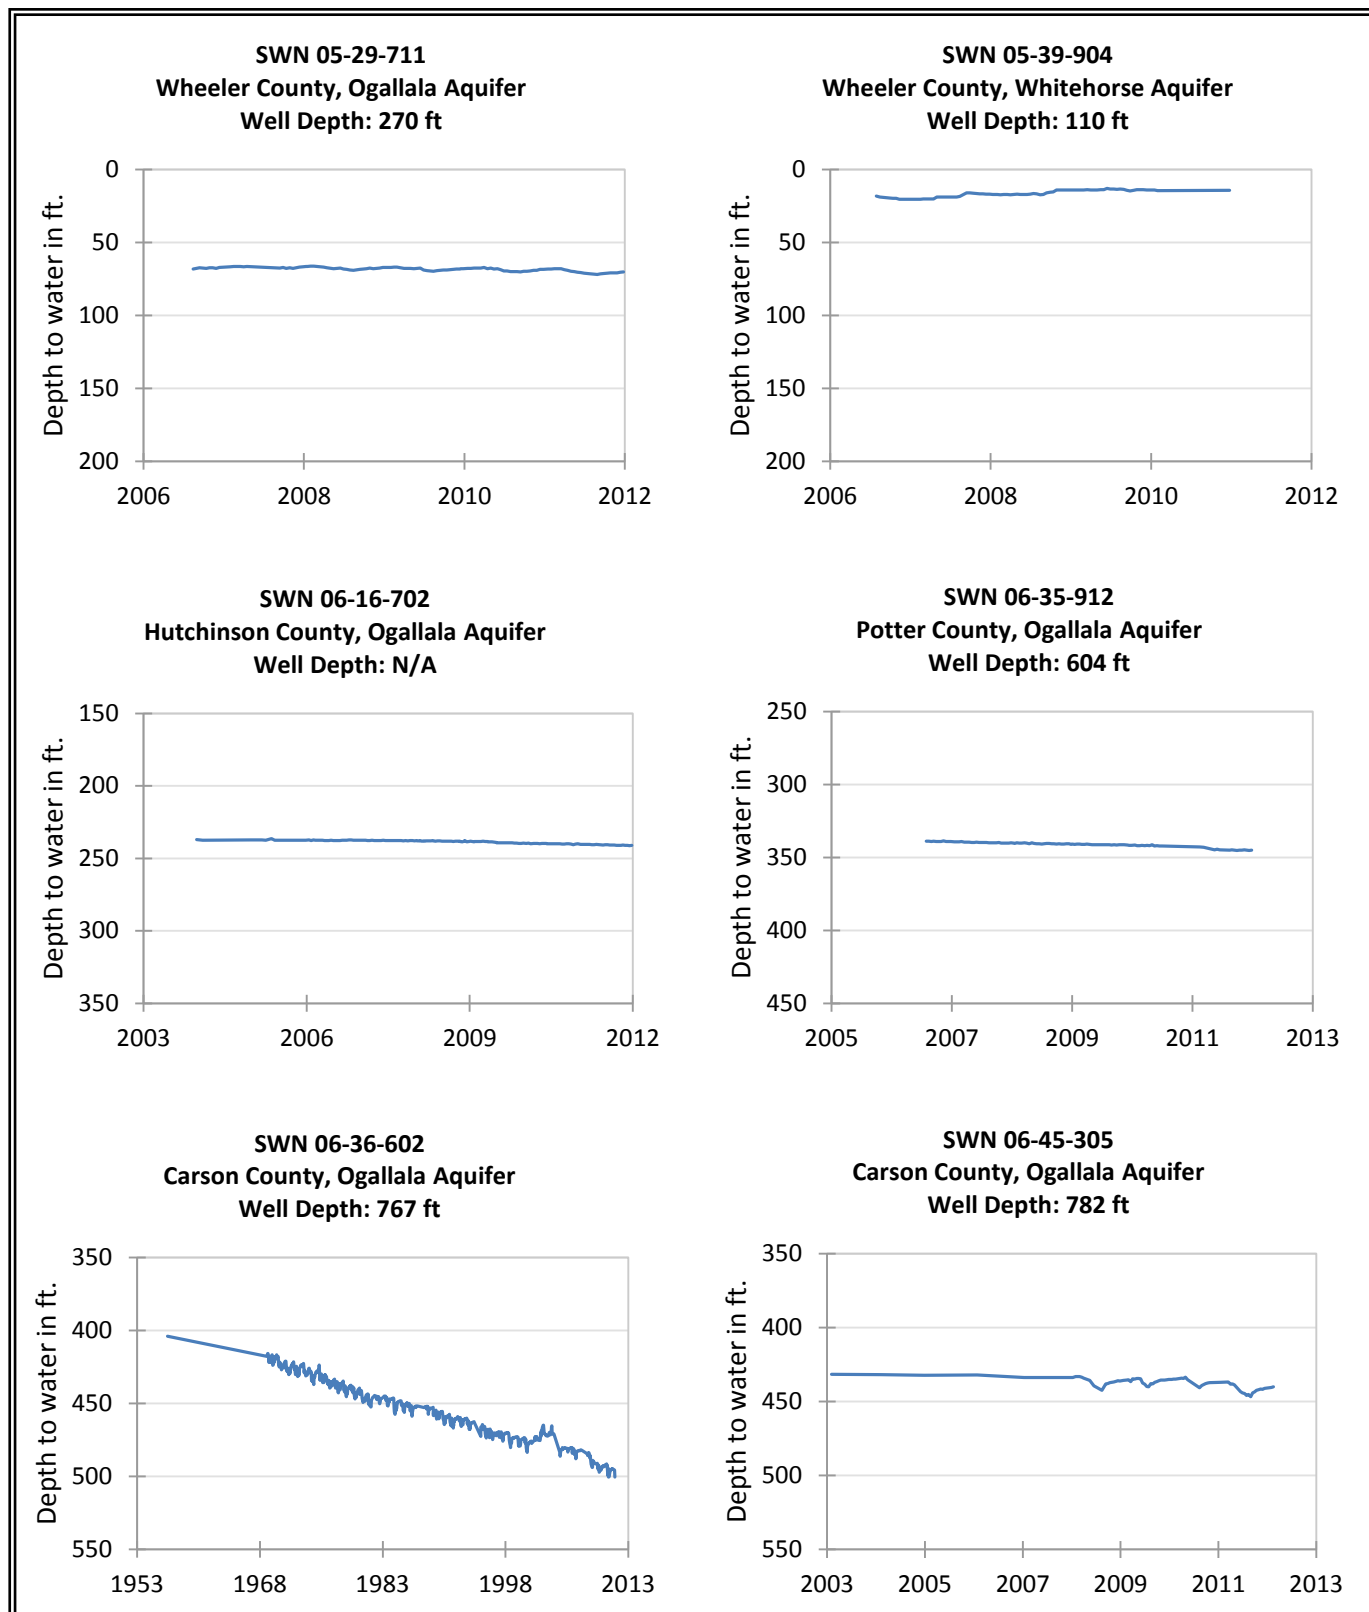 SWN 05-29-711
Wheeler County, Ogallala Aquifer
Well Depth: 270 ft
0
50
100
150
200
Depth to water in ft.
2006
2008
2010
2012
SWN 05-39-904
Wheeler County, Whitehorse Aquifer
Well Depth: 110 ft
0
50
100
150
200
Depth to water in ft.
2006
2008
2010
2012
SWN 06-16-702
Hutchinson County, Ogallala Aquifer
Well Depth: N/A
150
200
250
300
350
Depth to water in ft.
2003
2006
2009
2012
SWN 06-35-912
Potter County, Ogallala Aquifer
Well Depth: 604 ft
250
300
350
400
450
Depth to water in ft.
2005
2007
2009
2011
2013
SWN 06-36-602
Carson County, Ogallala Aquifer
Well Depth: 767 ft
350
400
450
500
550
Depth to water in ft.
1953
1968
1983
1998
2013
SWN 06-45-305
Carson County, Ogallala Aquifer
Well Depth: 782 ft
350
400
450
500
550
Depth to water in ft.
2003
2005
2007
2009
2011
2013